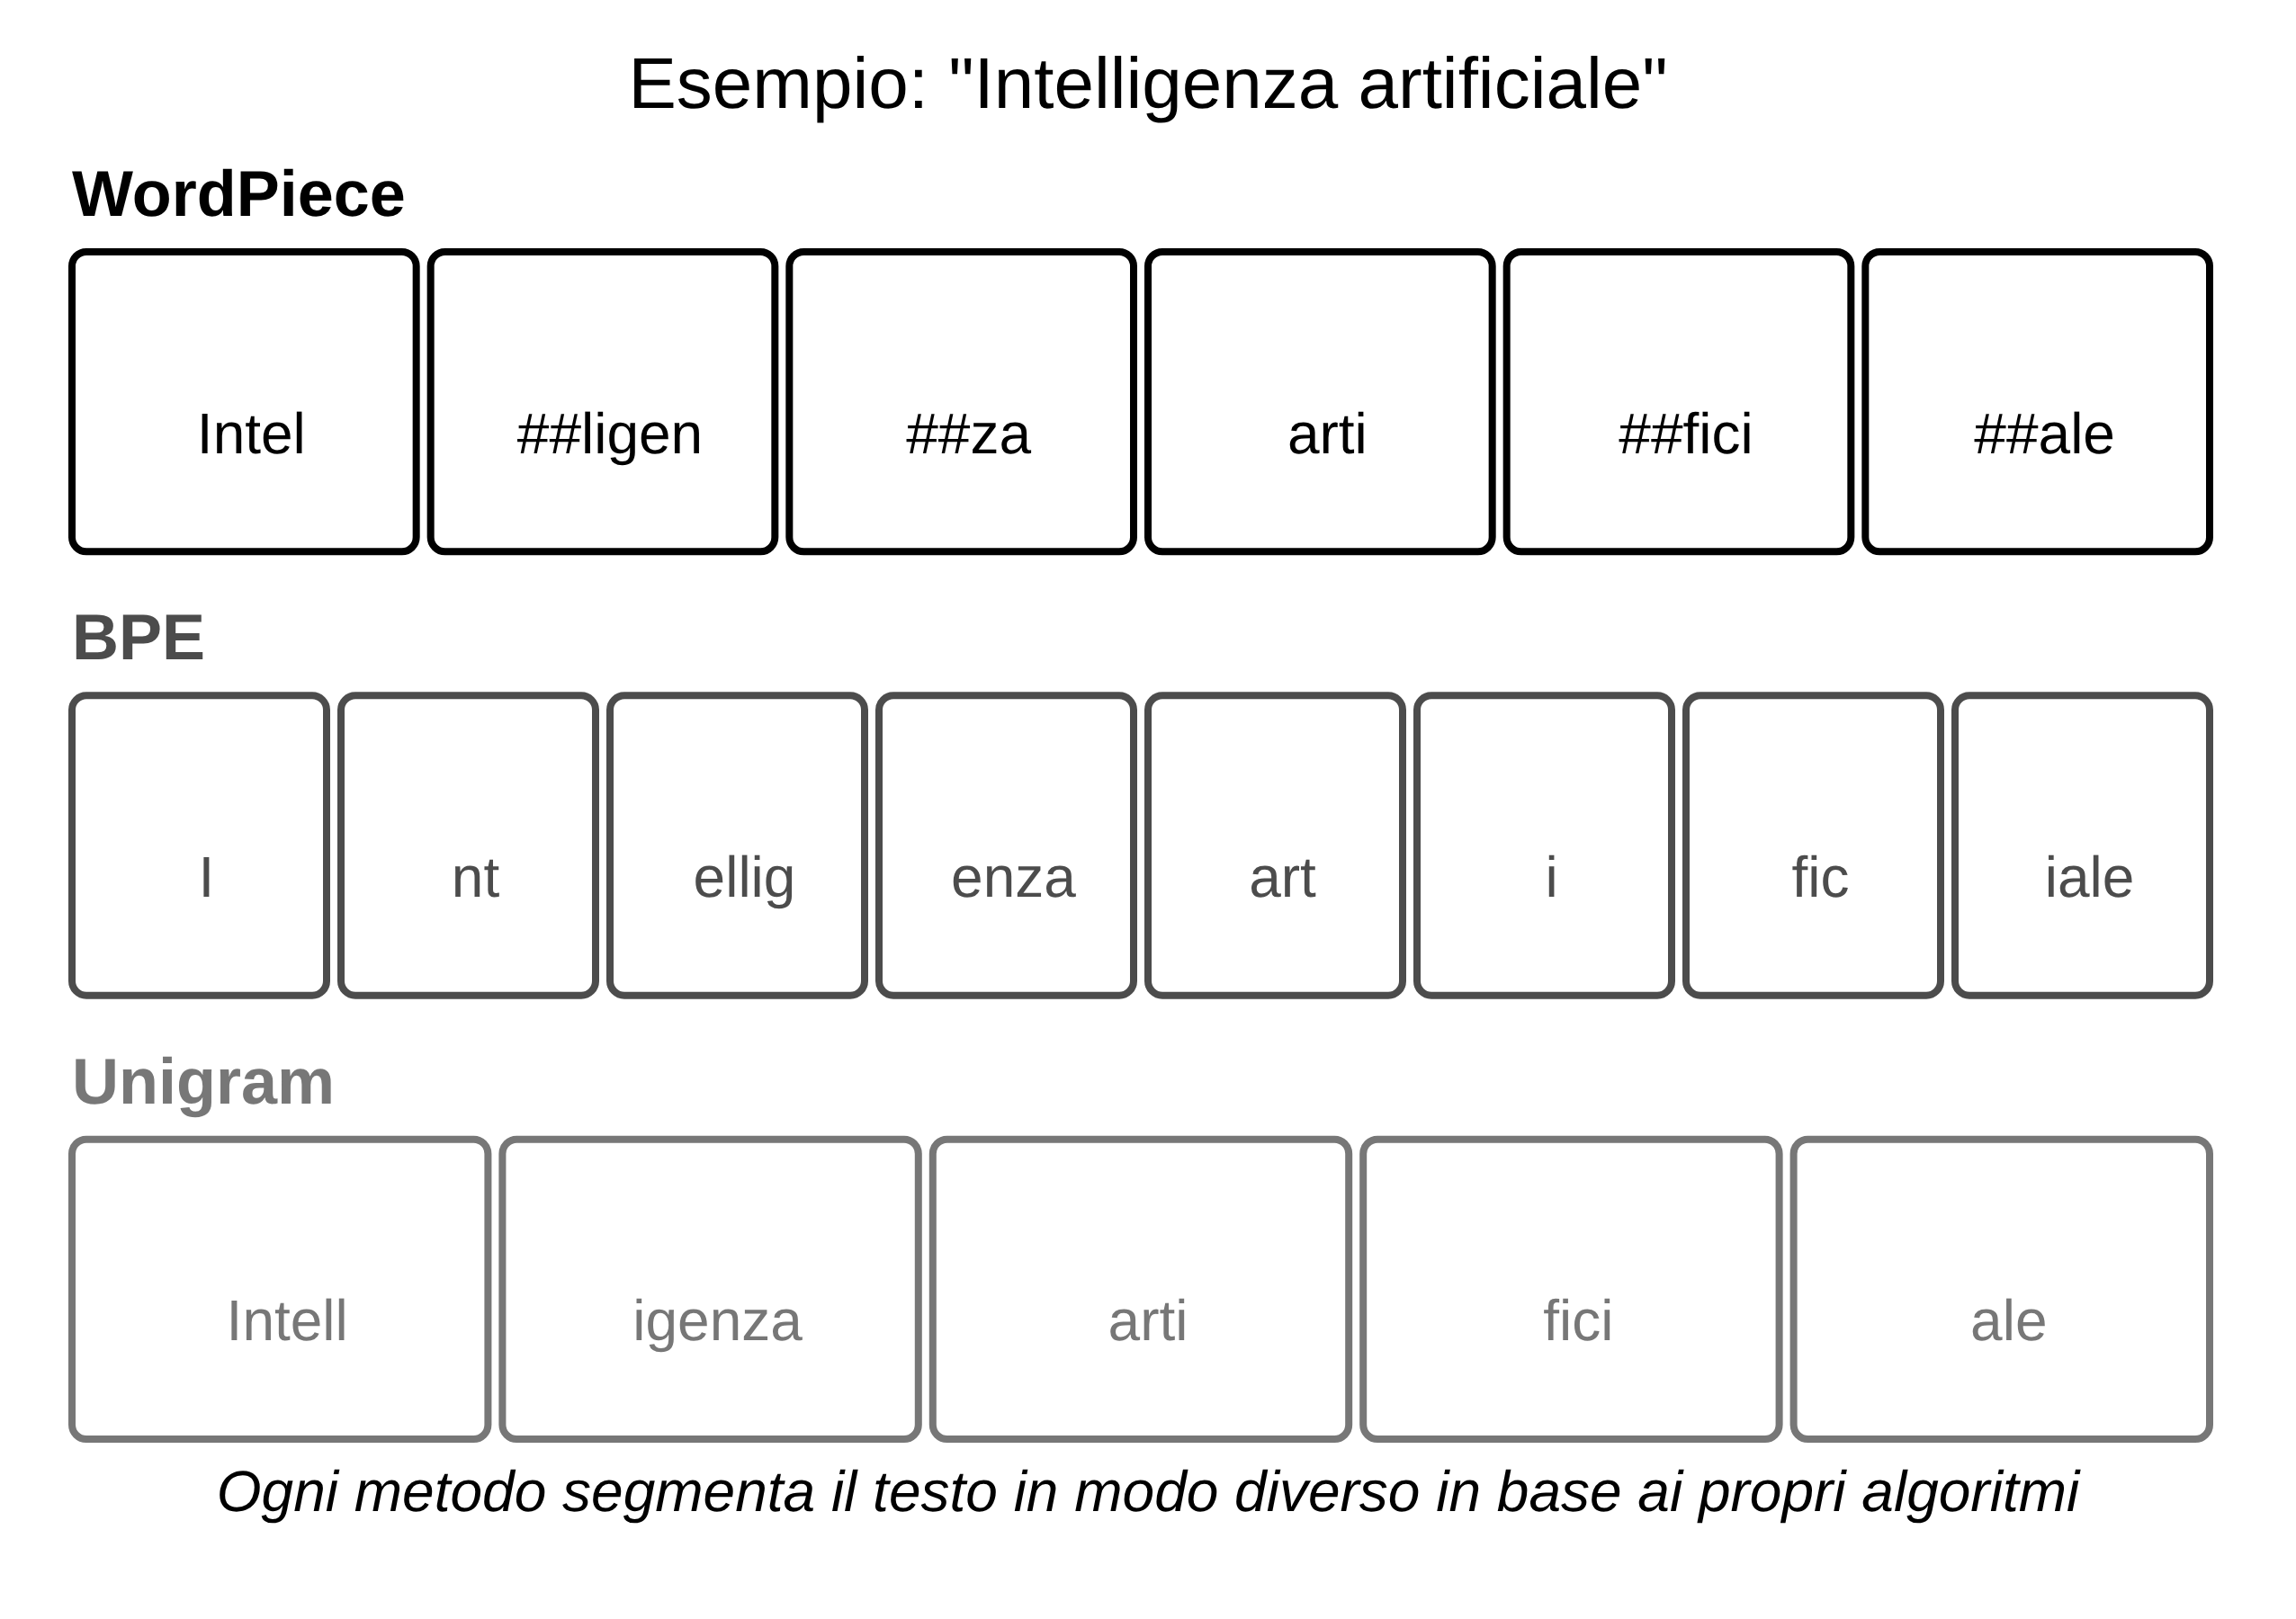 Esempio: "Intelligenza artificiale"
WordPiece
Intel ##ligen ##za arti ##fici ##ale
BPE
I nt ellig enza art i fic iale
Unigram
Intell igenza arti fici ale
Ogni metodo segmenta il testo in modo diverso in base ai propri algoritmi